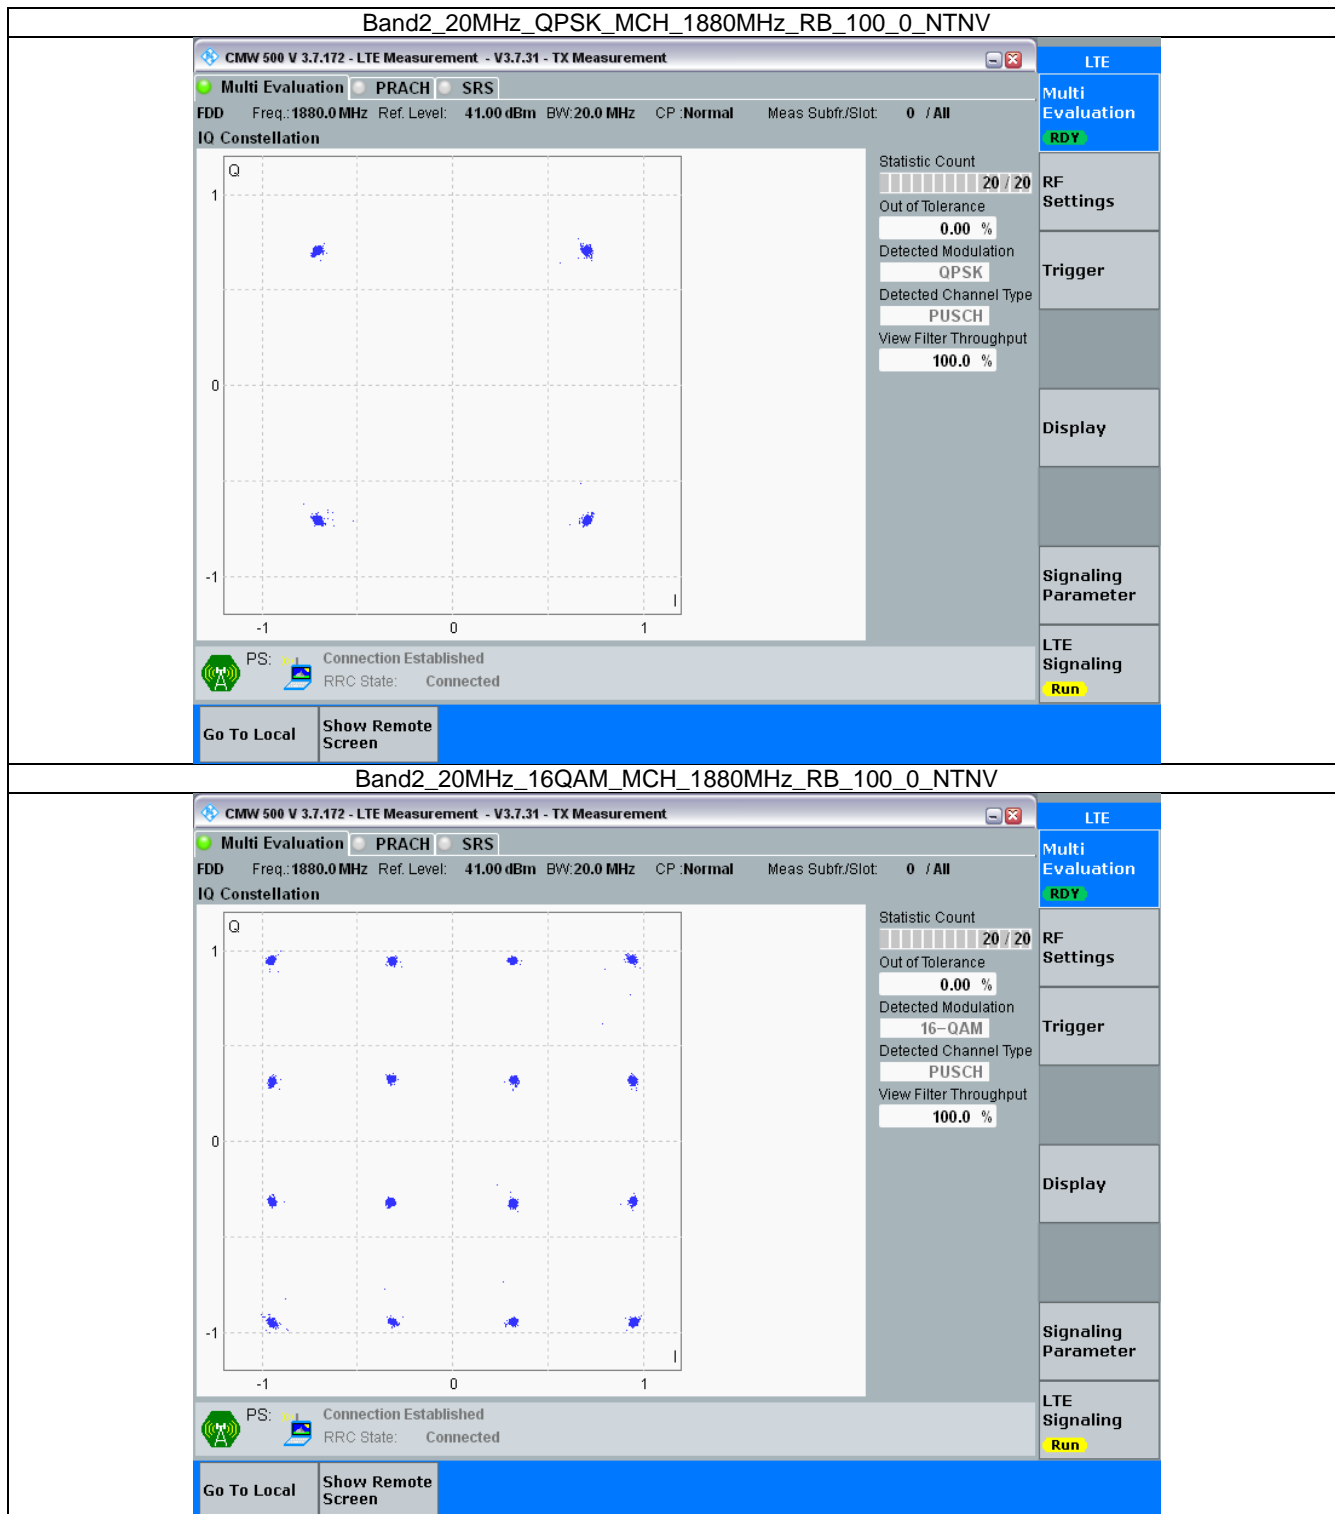 Band2_20MHz_QPSK_MCH_1880MHz_RB_100_0_NTNV
CMW 500 V 3.7.172 - LTE Measurement - V3.7.31 - TX Measurement
LTE
Multi Evaluation PRACH SRS
Multi
Evaluation
RDY
FDD Freq.: 1880.0 MHz Ref. Level: 41.00 dBm BW: 20.0 MHz CP : Normal Meas Subfr./Slot: 0 / All
IQ Constellation
Q
1
0
-1
I
-1 0 1
Statistic Count
20 / 20
Out of Tolerance
0.00 %
Detected Modulation
QPSK
Detected Channel Type
PUSCH
View Filter Throughput
100.0 %
RF
Settings
Trigger
Display
Signaling
Parameter
LTE
Signaling
Run
PS: Connection Established
RRC State: Connected
Go To Local
Show Remote
Screen
Band2_20MHz_16QAM_MCH_1880MHz_RB_100_0_NTNV
CMW 500 V 3.7.172 - LTE Measurement - V3.7.31 - TX Measurement
LTE
Multi Evaluation PRACH SRS
Multi
Evaluation
RDY
FDD Freq.: 1880.0 MHz Ref. Level: 41.00 dBm BW: 20.0 MHz CP : Normal Meas Subfr./Slot: 0 / All
IQ Constellation
Q
1
0
-1
I
-1 0 1
Statistic Count
20 / 20
Out of Tolerance
0.00 %
Detected Modulation
16-QAM
Detected Channel Type
PUSCH
View Filter Throughput
100.0 %
RF
Settings
Trigger
Display
Signaling
Parameter
LTE
Signaling
Run
PS: Connection Established
RRC State: Connected
Go To Local
Show Remote
Screen